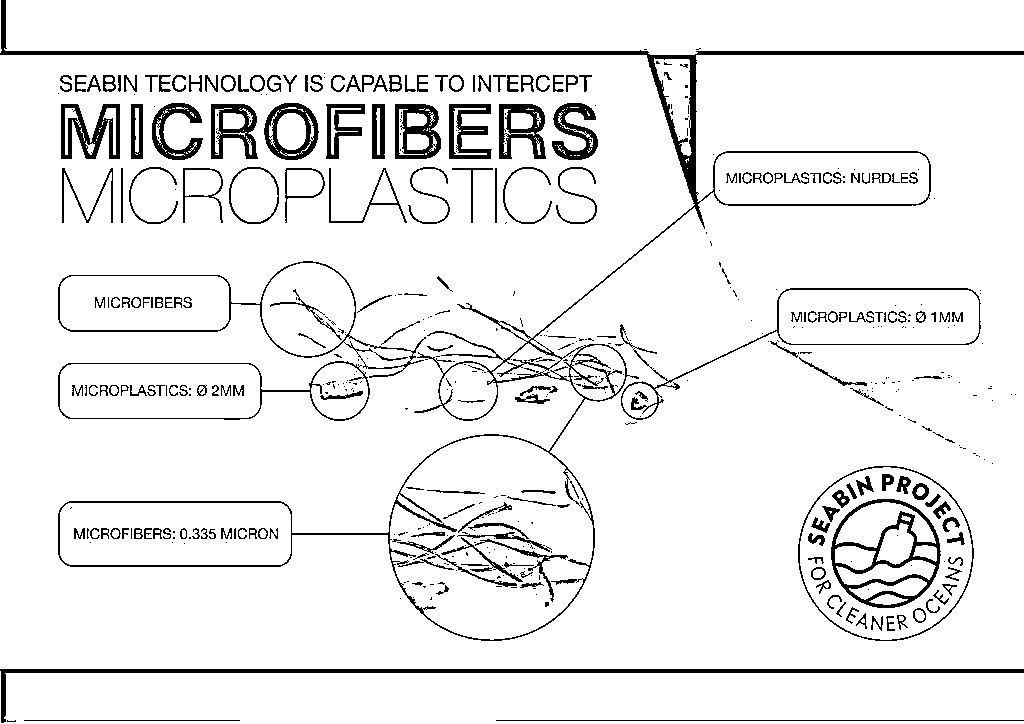 SEABIN TECHNOLOGY IS CAPABLE TO INTERCEPT
MICROFIBERS
MICROPLASTICS
MICROPLASTICS: NURDLES
MICROFIBERS
MICROPLASTICS: Ø 1MM
MICROPLASTICS: Ø 2MM
MICROFIBERS: 0.335 MICRON
SEABIN PROJECT
FOR CLEANER OCEANS